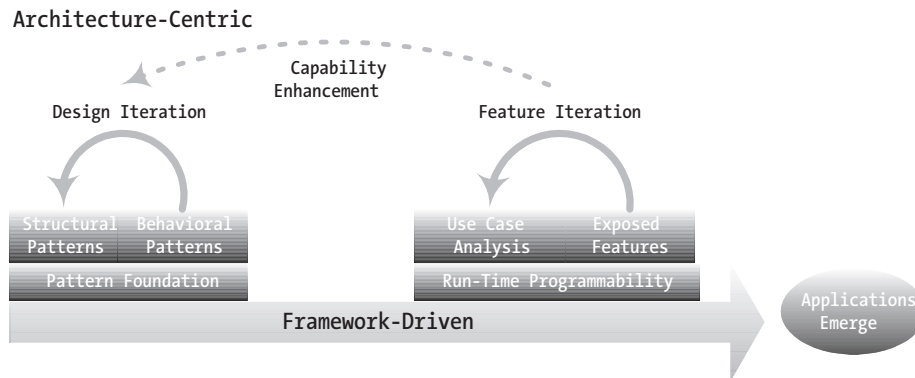 Architecture-Centric
Capability
Enhancement
Design Iteration
Feature Iteration
Structural
Patterns
Behavioral
Patterns
Use Case
Analysis
Exposed
Features
Pattern Foundation
Run-Time Programmability
Framework-Driven
Applications
Emerge